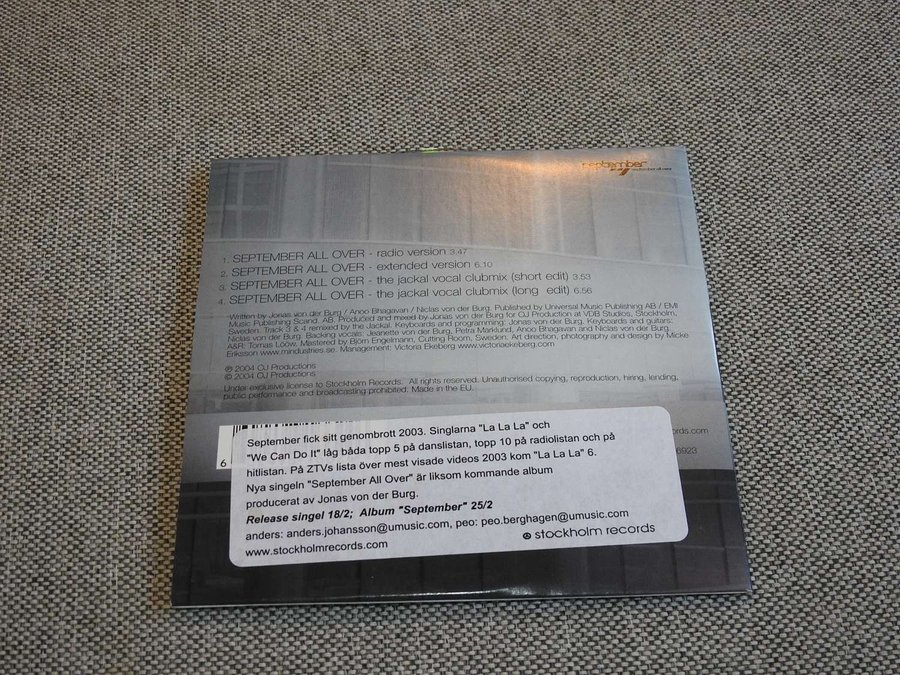 september
september all over
1. SEPTEMBER ALL OVER - radio version 3.47
2. SEPTEMBER ALL OVER - extended version 6.10
3. SEPTEMBER ALL OVER - the jackal vocal clubmix (short edit) 3.53
4. SEPTEMBER ALL OVER - the jackal vocal clubmix (long edit) 6.56
Written by Jonas von der Burg / Anoo Bhagavan / Niclas von der Burg. Published by Universal Music Publishing AB / EMI
Music Publishing Scand. AB. Produced and mixed by Jonas von der Burg for OJ Production at VDB Studios, Stockholm,
Sweden. Track 3 & 4 remixed by the Jackal. Keyboards and programming: Jonas von der Burg. Keyboards and guitars:
Niclas von der Burg. Backing vocals: Jeanette von der Burg, Petra Marklund, Anoo Bhagavan and Niclas von der Burg.
A&R: Tomas Lööw. Mastered by Björn Engelmann, Cutting Room, Sweden. Art direction, photography and design by Micke
Eriksson www.mindustries.se. Management: Victoria Ekeberg www.victoriaekeberg.com
℗ 2004 OJ Productions
© 2004 OJ Productions
Under exclusive license to Stockholm Records. All rights reserved. Unauthorised copying, reproduction, hiring, lending,
public performance and broadcasting prohibited. Made in the EU.
ords.com
6923
6
September fick sitt genombrott 2003. Singlarna "La La La" och
"We Can Do It" låg båda topp 5 på danslistan, topp 10 på radiolistan och på
hitlistan. På ZTVs lista över mest visade videos 2003 kom "La La La" 6.
Nya singeln "September All Over" är liksom kommande album
producerat av Jonas von der Burg.
Release singel 18/2; Album "September" 25/2
anders: anders.johansson@umusic.com, peo: peo.berghagen@umusic.com
www.stockholmrecords.com
stockholm records